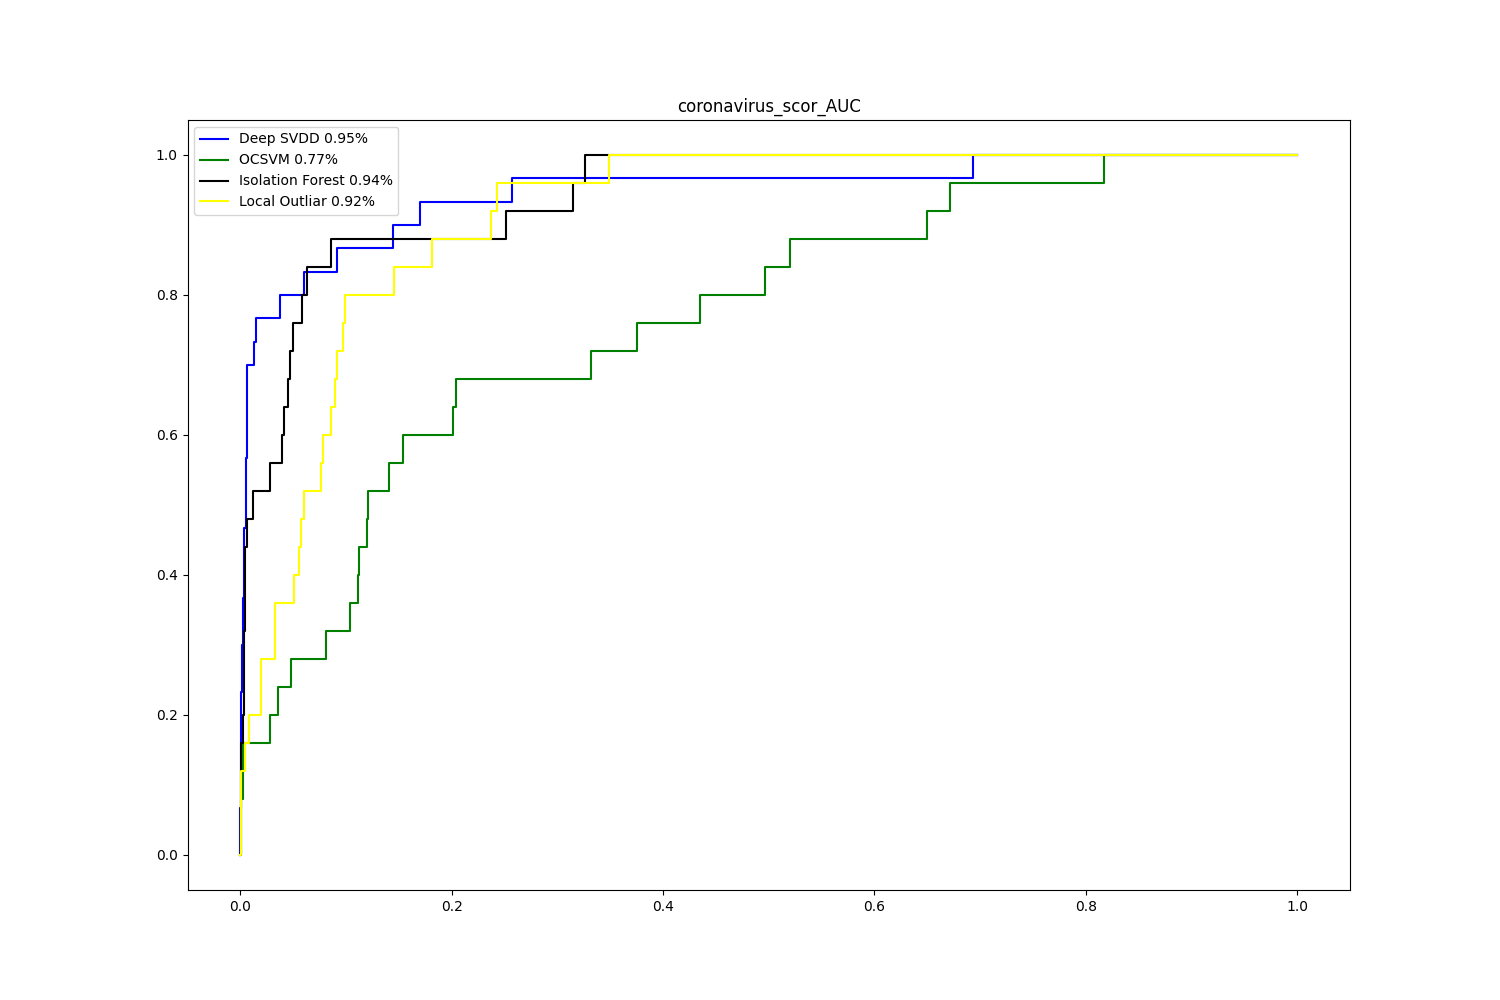 coronavirus_scor_AUC
Deep SVDD 0.95%
OCSVM 0.77%
Isolation Forest 0.94%
Local Outliar 0.92%
1.0
0.8
0.6
0.4
0.2
0.0
0.0 0.2 0.4 0.6 0.8 1.0